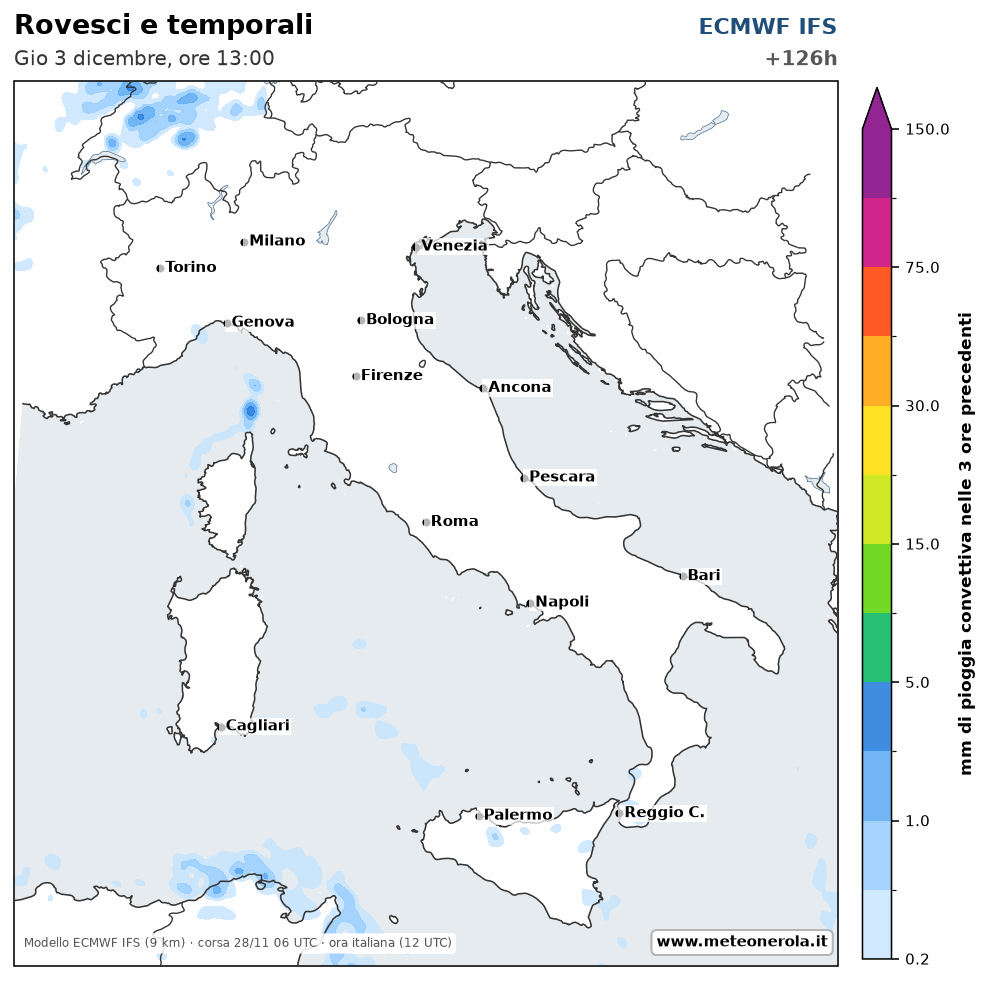 Rovesci e temporali
ECMWF IFS
Gio 3 dicembre, ore 13:00
+126h
150.0
Milano
Venezia
Torino
75.0
Genova
Bologna
Firenze
Ancona
30.0
Pescara
Roma
15.0
Bari
Napoli
5.0
Cagliari
Palermo
Reggio C.
1.0
mm di pioggia convettiva nelle 3 ore precedenti
Modello ECMWF IFS (9 km) · corsa 28/11 06 UTC · ora italiana (12 UTC)
www.meteonerola.it
0.2